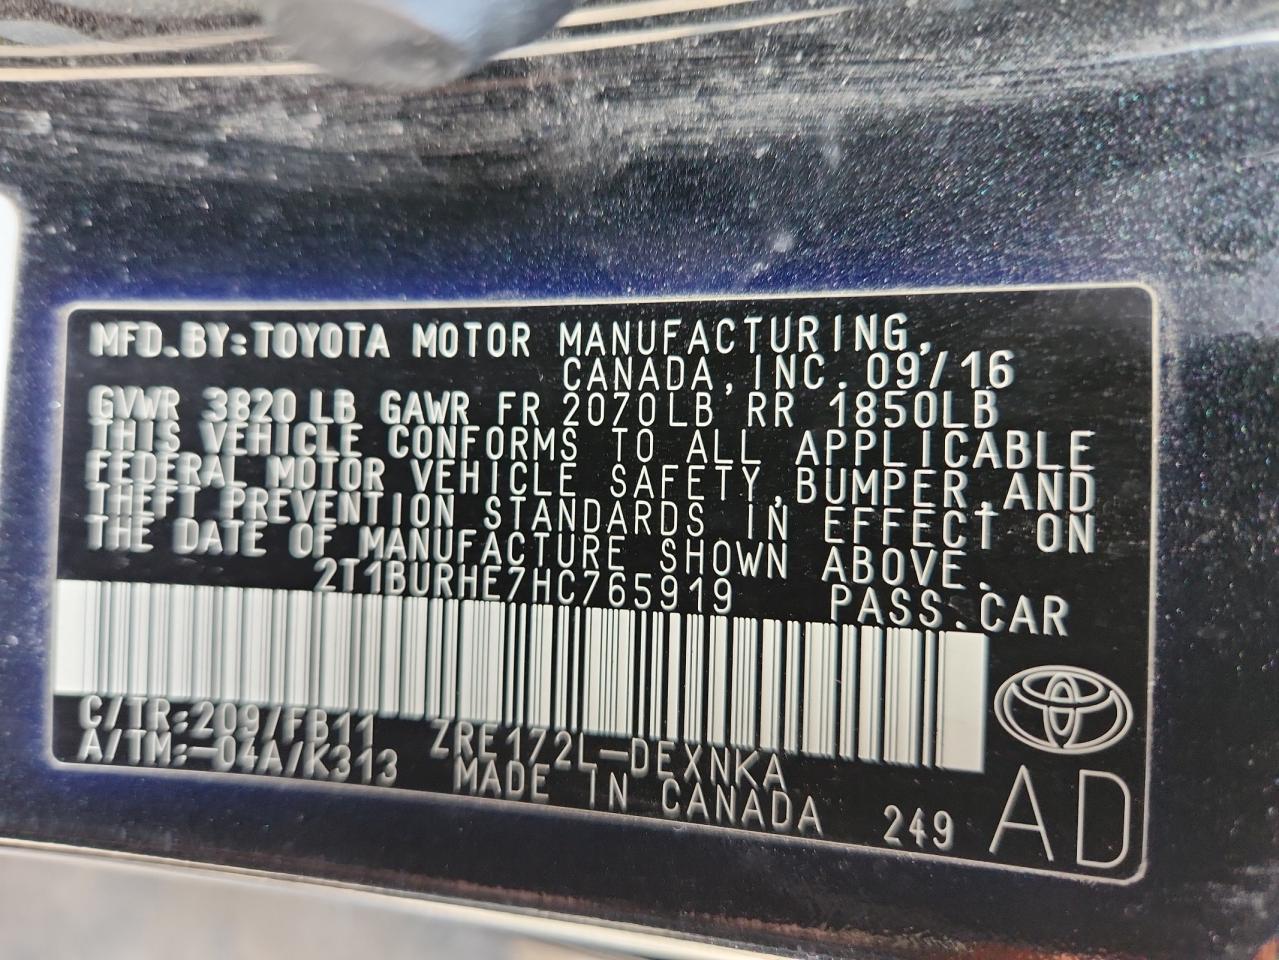 MFD.BY:TOYOTA MOTOR MANUFACTURING,
CANADA,INC.09/16
GVWR 3820LB GAWR FR 2070LB RR 1850LB
THIS VEHICLE CONFORMS TO ALL APPLICABLE
FEDERAL MOTOR VEHICLE SAFETY,BUMPER,AND
THEFT PREVENTION STANDARDS IN EFFECT ON
THE DATE OF MANUFACTURE SHOWN ABOVE.
2T1BURHE7HC765919 PASS.CAR
C/TR:209/FB11 ZRE172L-DEXNKA
A/TM:-04A/K313 MADE IN CANADA 249 AD